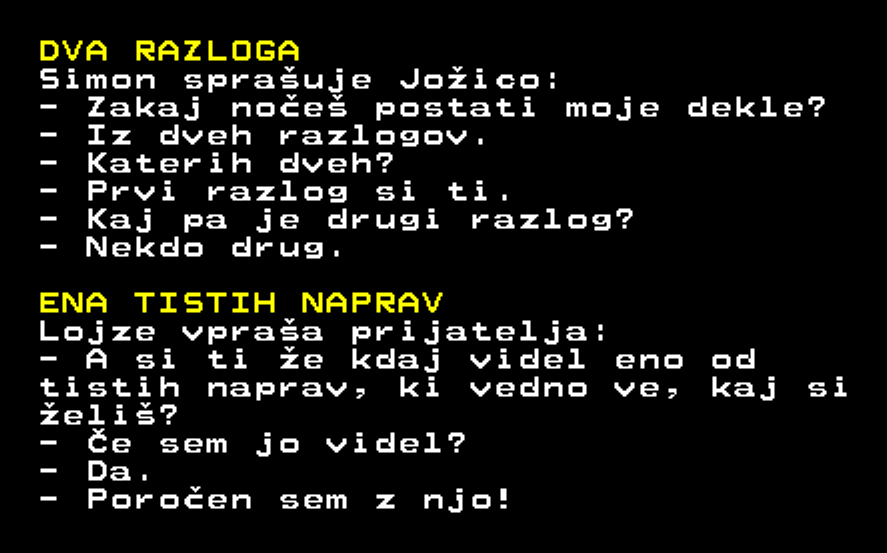 DVA RAZLOGA
Simon sprašuje Jožico:
- Zakaj nočeš postati moje dekle?
- Iz dveh razlogov.
- Katerih dveh?
- Prvi razlog si ti.
- Kaj pa je drugi razlog?
- Nekdo drug.
ENA TISTIH NAPRAV
Lojze vpraša prijatelja:
- A si ti že kdaj videl eno od
tistih naprav, ki vedno ve, kaj si
želiš?
- Če sem jo videl?
- Da.
- Poročen sem z njo!